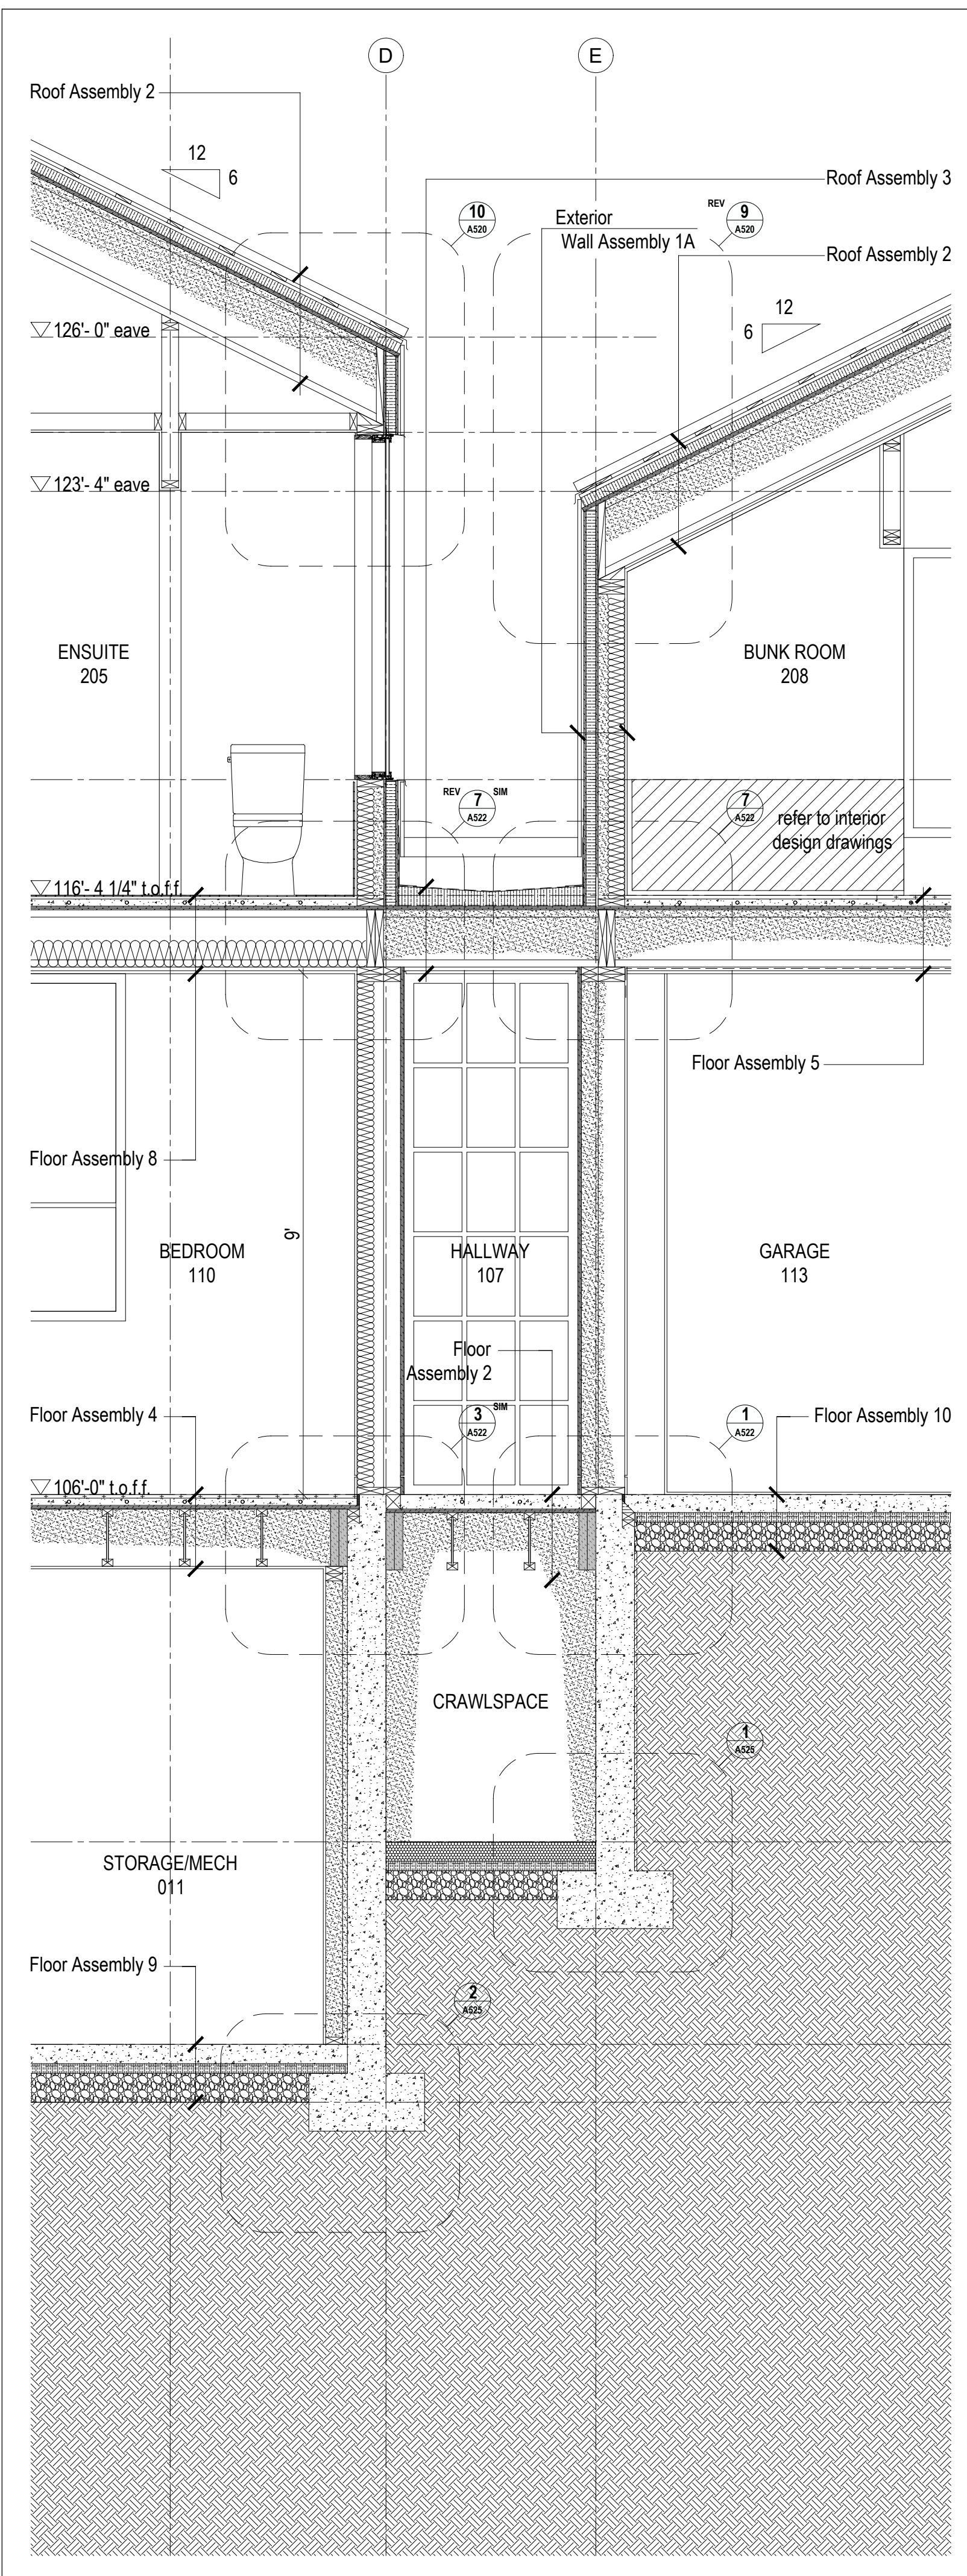 D
E
Roof Assembly 2
12
6
Roof Assembly 3
10
A520
Exterior
Wall Assembly 1A
REV
9
A520
Roof Assembly 2
12
6
126'- 0" eave
123'- 4" eave
ENSUITE
205
BUNK ROOM
208
REV
7
SIM
A522
7
A522
refer to interior
design drawings
116'- 4 1/4" t.o.f.f.
Floor Assembly 5
Floor Assembly 8
9'
BEDROOM
110
HALLWAY
107
GARAGE
113
Floor
Assembly 2
Floor Assembly 4
3
SIM
A522
1
A522
Floor Assembly 10
106'-0" t.o.f.f.
CRAWLSPACE
1
A525
STORAGE/MECH
011
Floor Assembly 9
2
A525